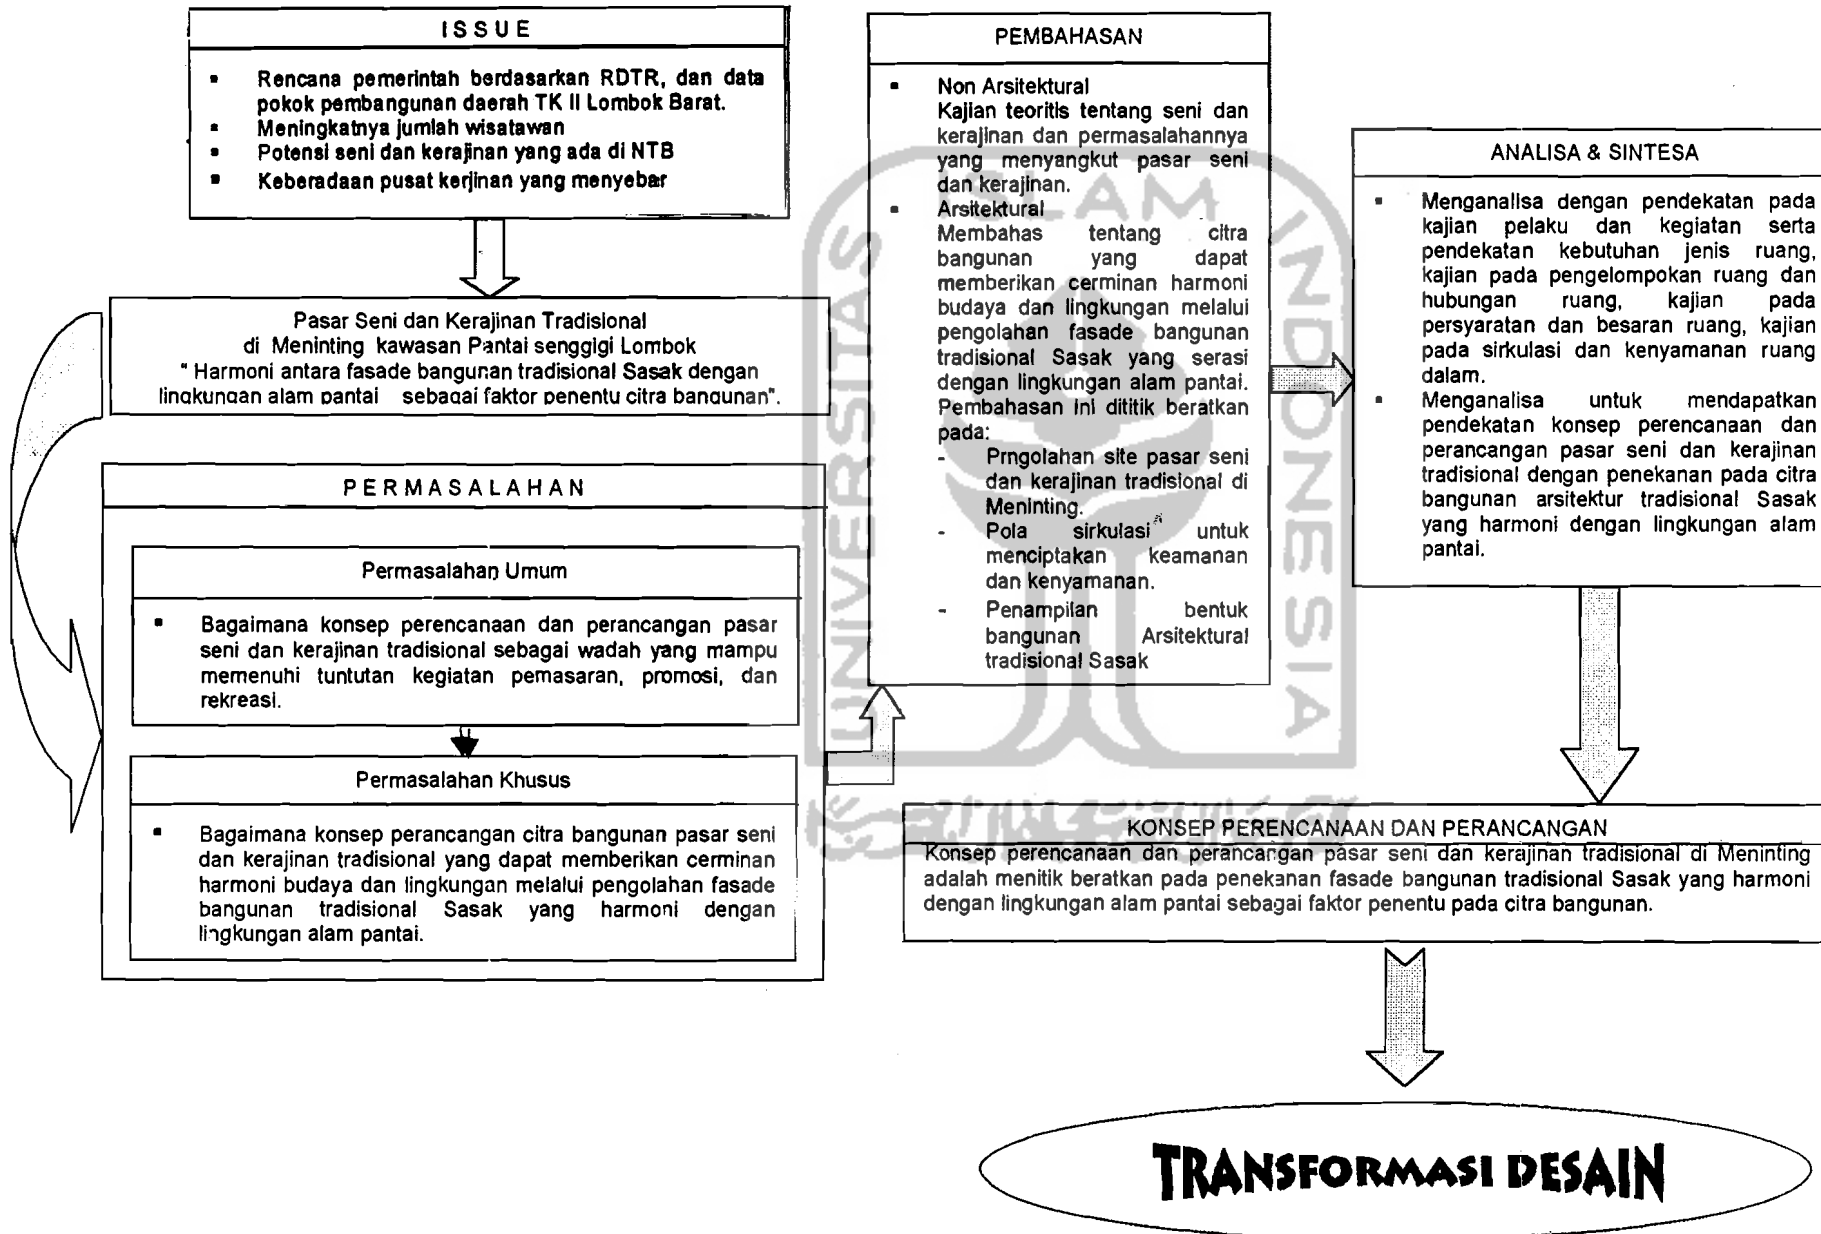 I S S U E
▪ Rencana pemerintah berdasarkan RDTR, dan data
pokok pembangunan daerah TK II Lombok Barat.
▪ Meningkatnya jumlah wisatawan
▪ Potensi seni dan kerajinan yang ada di NTB
▪ Keberadaan pusat kerjinan yang menyebar
Pasar Seni dan Kerajinan Tradisional
di Meninting kawasan Pantai senggigi Lombok
" Harmoni antara fasade bangunan tradisional Sasak dengan
lingkungan alam pantai sebagai faktor penentu citra bangunan".
P E R M A S A L A H A N
Permasalahan Umum
▪ Bagaimana konsep perencanaan dan perancangan pasar
seni dan kerajinan tradisional sebagai wadah yang mampu
memenuhi tuntutan kegiatan pemasaran, promosi, dan
rekreasi.
Permasalahan Khusus
▪ Bagaimana konsep perancangan citra bangunan pasar seni
dan kerajinan tradisional yang dapat memberikan cerminan
harmoni budaya dan lingkungan melalui pengolahan fasade
bangunan tradisional Sasak yang harmoni dengan
lingkungan alam pantai.
PEMBAHASAN
▪ Non Arsitektural
Kajian teoritis tentang seni dan
kerajinan dan permasalahannya
yang menyangkut pasar seni
dan kerajinan.
▪ Arsitektural
Membahas tentang citra
bangunan yang dapat
memberikan cerminan harmoni
budaya dan lingkungan melalui
pengolahan fasade bangunan
tradisional Sasak yang serasi
dengan lingkungan alam pantai.
Pembahasan ini dititik beratkan
pada:
- Prngolahan site pasar seni
dan kerajinan tradisional di
Meninting.
- Pola sirkulasi untuk
menciptakan keamanan
dan kenyamanan.
- Penampilan bentuk
bangunan Arsitektural
tradisional Sasak
ANALISA & SINTESA
▪ Menganalisa dengan pendekatan pada
kajian pelaku dan kegiatan serta
pendekatan kebutuhan jenis ruang,
kajian pada pengelompokan ruang dan
hubungan ruang, kajian pada
persyaratan dan besaran ruang, kajian
pada sirkulasi dan kenyamanan ruang
dalam.
▪ Menganalisa untuk mendapatkan
pendekatan konsep perencanaan dan
perancangan pasar seni dan kerajinan
tradisional dengan penekanan pada citra
bangunan arsitektur tradisional Sasak
yang harmoni dengan lingkungan alam
pantai.
KONSEP PERENCANAAN DAN PERANCANGAN
Konsep perencanaan dan perancangan pasar seni dan kerajinan tradisional di Meninting
adalah menitik beratkan pada penekanan fasade bangunan tradisional Sasak yang harmoni
dengan lingkungan alam pantai sebagai faktor penentu pada citra bangunan.
TRANSFORMASI DESAIN
UNIVERSITAS
ISLAM
INDONESIA